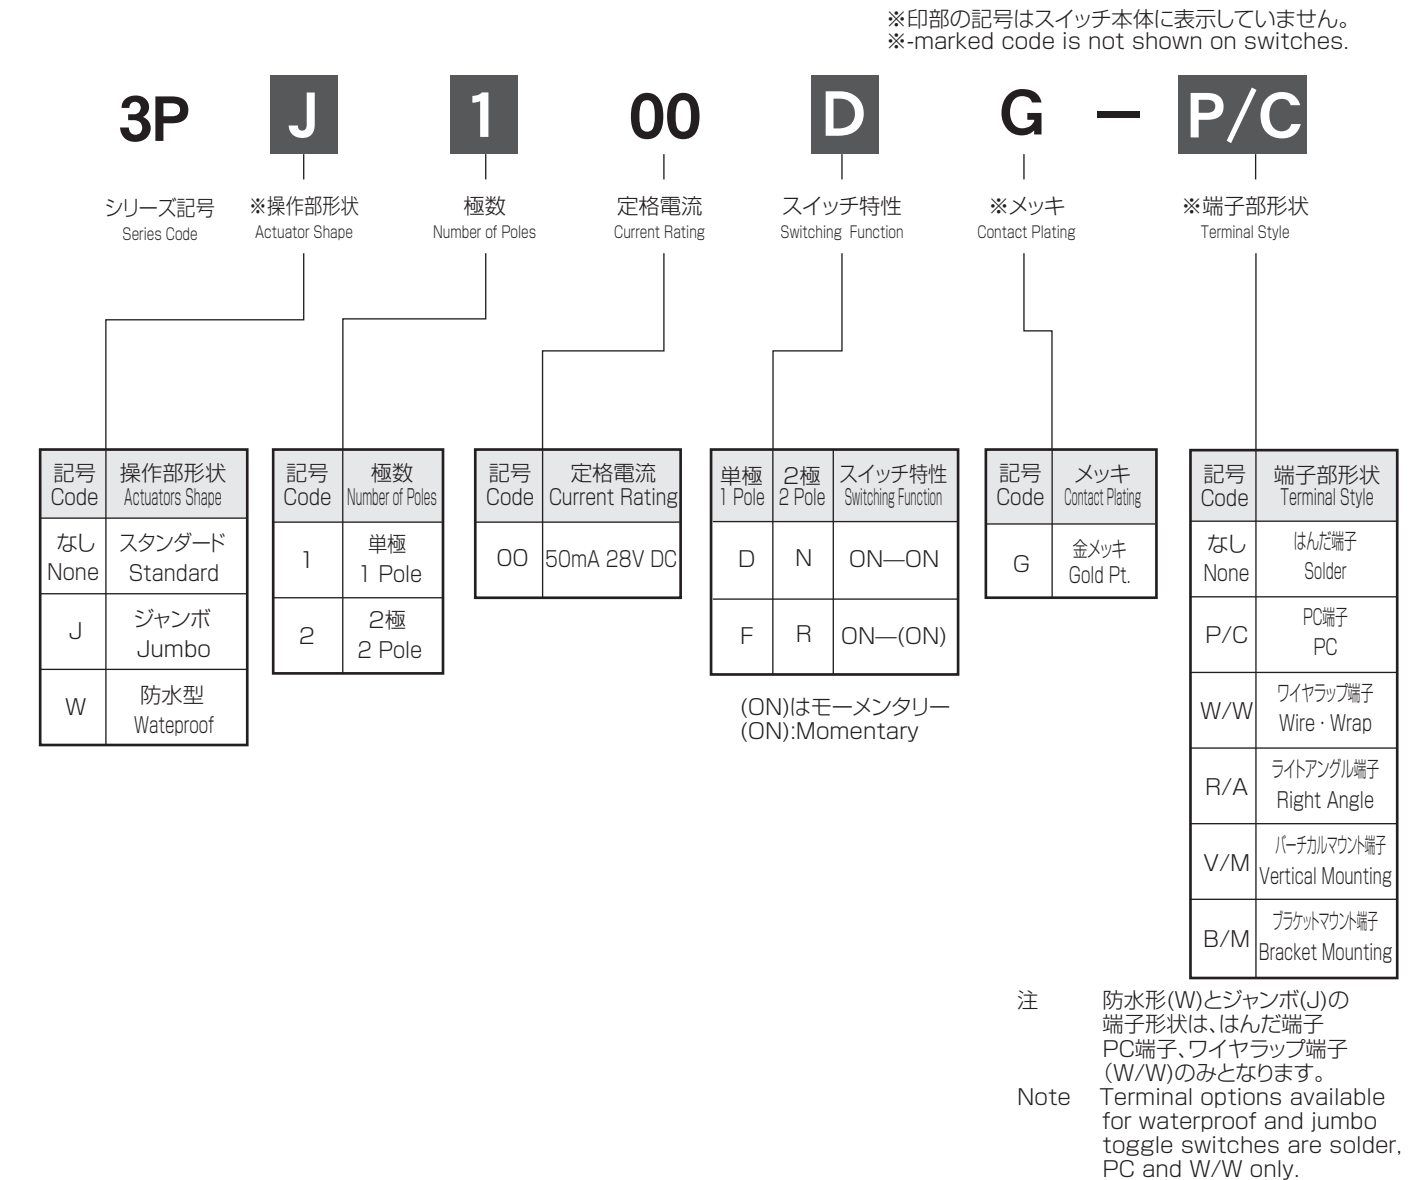 ※印部の記号はスイッチ本体に表示していません。
※-marked code is not shown on switches.
3P J 1 00 D G – P/C
シリーズ記号 ※操作部形状 極数 定格電流 スイッチ特性 ※メッキ ※端子部形状
Series Code Actuator Shape Number of Poles Current Rating Switching Function Contact Plating Terminal Style
記号 操作部形状
Code Actuators Shape
なし スタンダード
None Standard
J ジャンボ
Jumbo
W 防水型
Wateproof
記号 極数
Code Number of Poles
1 単極
1 Pole
2 2極
2 Pole
記号 定格電流
Code Current Rating
00 50mA 28V DC
単極 2極 スイッチ特性
1 Pole 2 Pole Switching Function
D N ON—ON
F R ON—(ON)
(ON)はモーメンタリー
(ON):Momentary
記号 メッキ
Code Contact Plating
G 金メッキ
Gold Pt.
記号 端子部形状
Code Terminal Style
なし はんだ端子
None Solder
P/C PC端子
PC
W/W ワイヤラップ端子
Wire・Wrap
R/A ライトアングル端子
Right Angle
V/M バーチカルマウント端子
Vertical Mounting
B/M ブラケットマウント端子
Bracket Mounting
注 防水形(W)とジャンボ(J)の
端子形状は、はんだ端子
PC端子、ワイヤラップ端子
(W/W)のみとなります。
Note Terminal options available
for waterproof and jumbo
toggle switches are solder,
PC and W/W only.